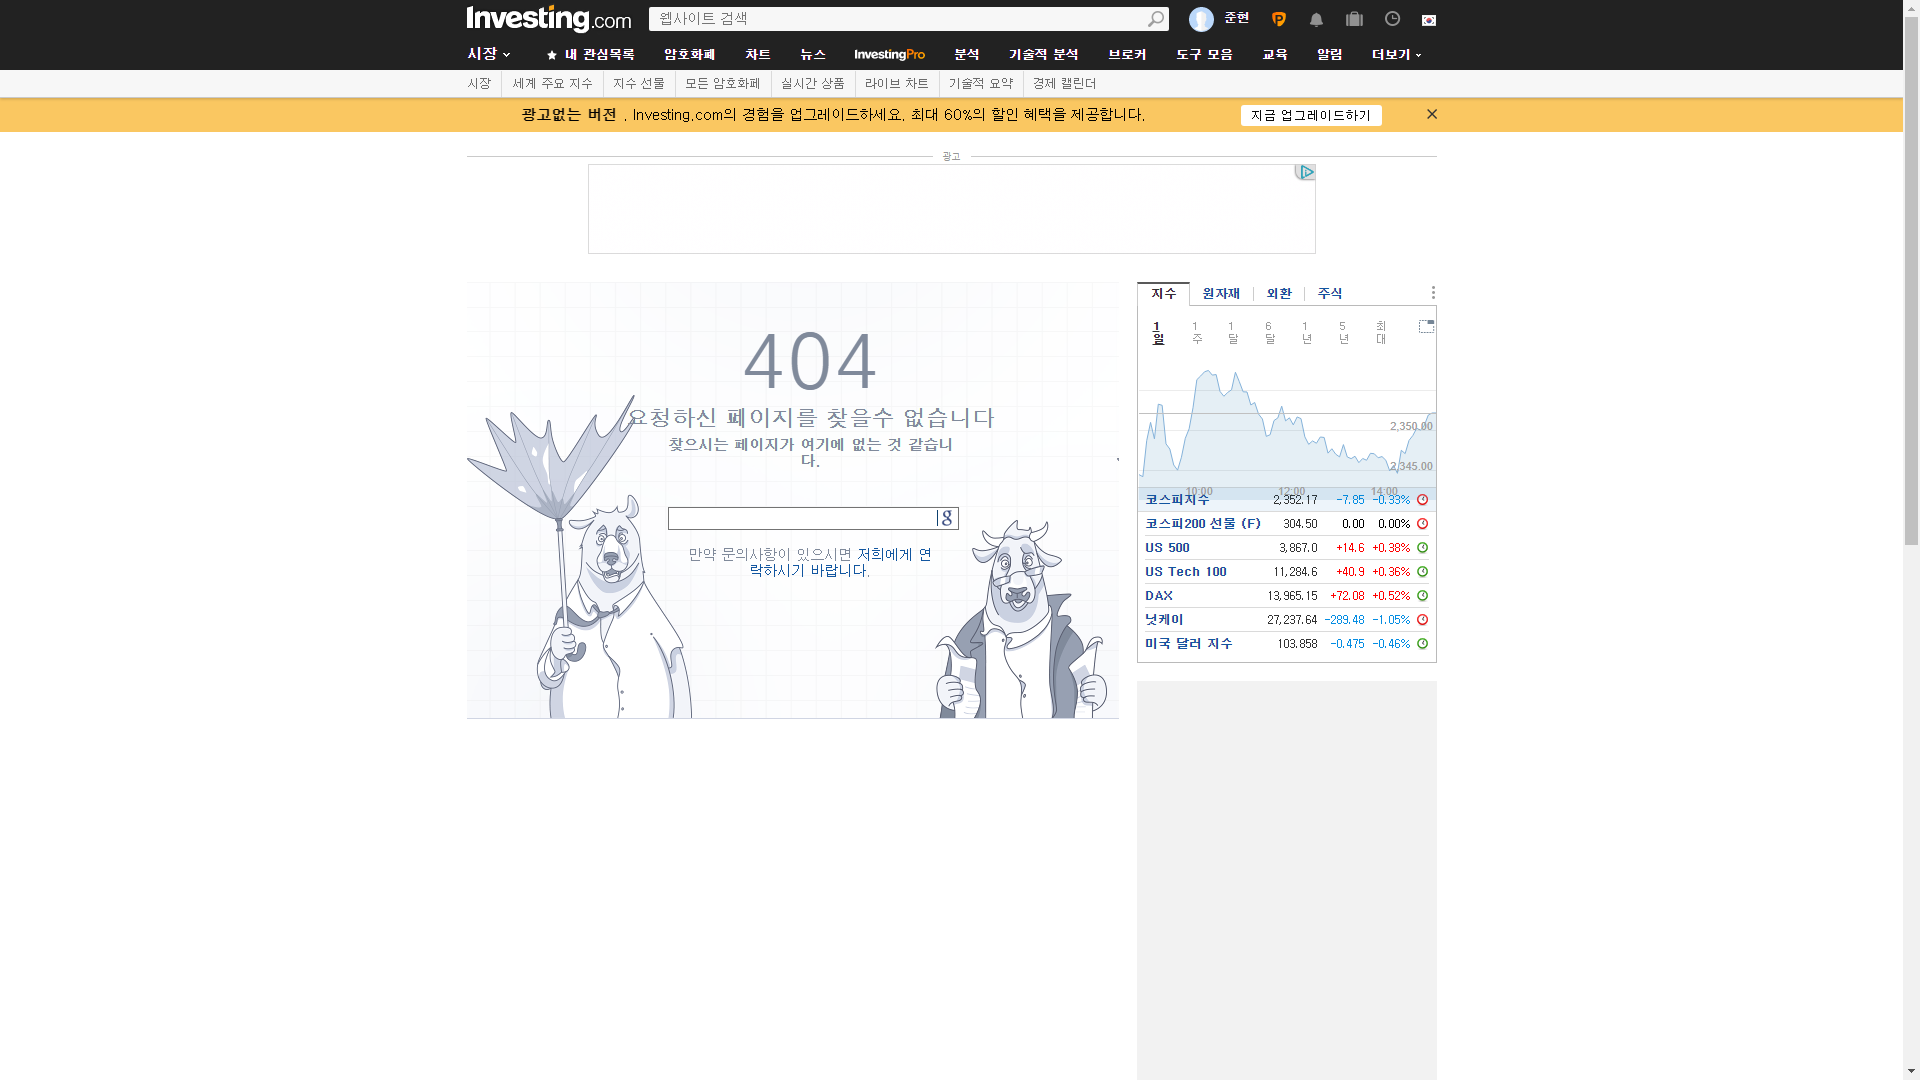 Investing.com
웹사이트 검색
준현
시장
내 관심목록
암호화폐
차트
뉴스
InvestingPro
분석
기술적 분석
브로커
도구 모음
교육
알림
더보기
시장
세계 주요 지수
지수 선물
모든 암호화폐
실시간 상품
라이브 차트
기술적 요약
경제 캘린더
광고없는 버전 . Investing.com의 경험을 업그레이드하세요. 최대 60%의 할인 혜택을 제공합니다.
지금 업그레이드하기
광고
404
요청하신 페이지를 찾을수 없습니다
찾으시는 페이지가 여기에 없는 것 같습니
다.
g
만약 문의사항이 있으시면 저희에게 연
락하시기 바랍니다.
지수
원자재
외환
주식
1일
1주
1달
6달
1년
5년
최대
2,350.00
2,345.00
10:00 12:00 14:00
코스피지수 2,352.17 -7.85 -0.33%
코스피200 선물 (F) 304.50 0.00 0.00%
US 500 3,867.0 +14.6 +0.38%
US Tech 100 11,284.6 +40.9 +0.36%
DAX 13,965.15 +72.08 +0.52%
닛케이 27,237.64 -289.48 -1.05%
미국 달러 지수 103.858 -0.475 -0.46%